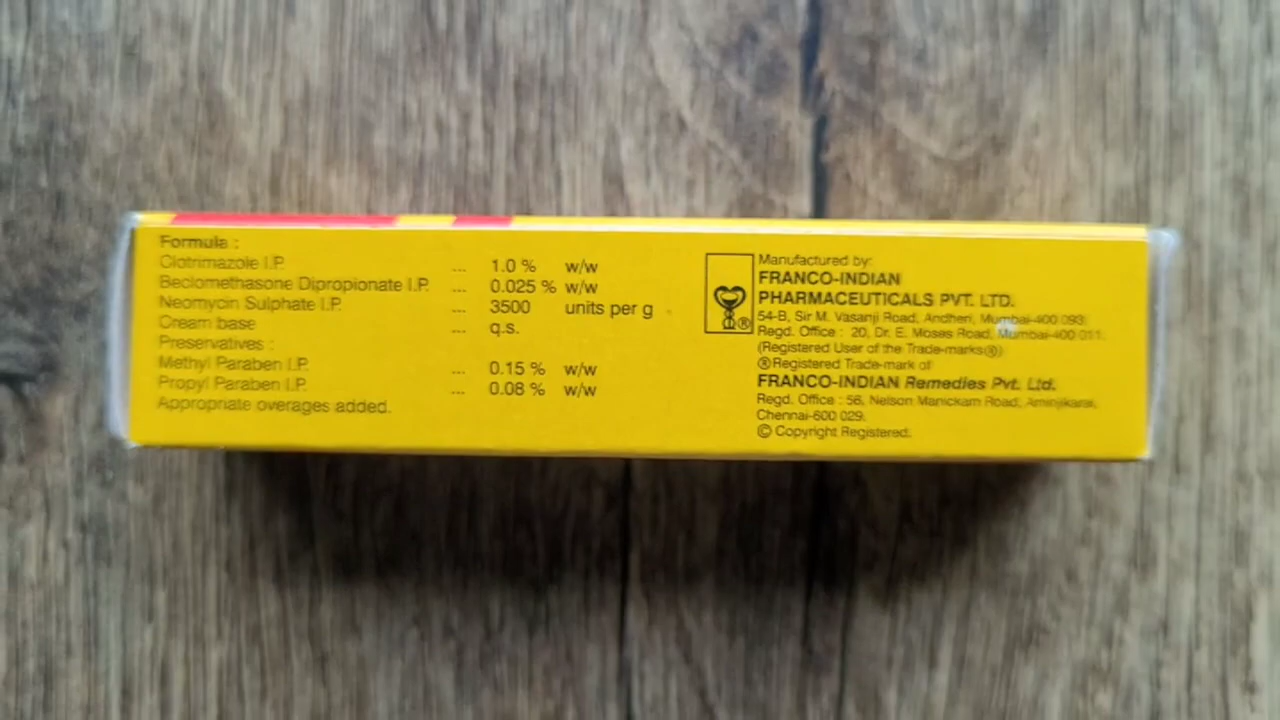 Formula :
Clotrimazole I.P. ... 1.0 % w/w
Beclomethasone Dipropionate I.P. ... 0.025 % w/w
Neomycin Sulphate I.P. ... 3500 units per g
Cream base ... q.s.
Preservatives :
Methyl Paraben I.P. ... 0.15 % w/w
Propyl Paraben I.P. ... 0.08 % w/w
Appropriate overages added.
®
Manufactured by:
FRANCO-INDIAN
PHARMACEUTICALS PVT. LTD.
54-B, Sir M. Vasanji Road, Andheri, Mumbai-400 093.
Regd. Office : 20, Dr. E. Moses Road, Mumbai-400 011.
(Registered User of the Trade-marks®)
®Registered Trade-mark of
FRANCO-INDIAN Remedies Pvt. Ltd.
Regd. Office : 56, Nelson Manickam Road, Aminjikarai,
Chennai-600 029.
© Copyright Registered.